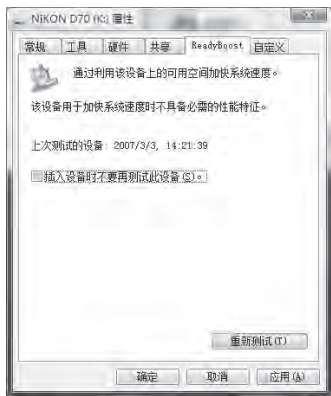 NIKON D70 (K:) 属性
常规 工具 硬件 共享 ReadyBoost 自定义
通过利用该设备上的可用空间加快系统速度。
该设备用于加快系统速度时不具备必需的性能特征。
上次测试的设备: 2007/3/3, 14:21:39
插入设备时不要再测试此设备(S)。
重新测试(T)
确定 取消 应用(A)